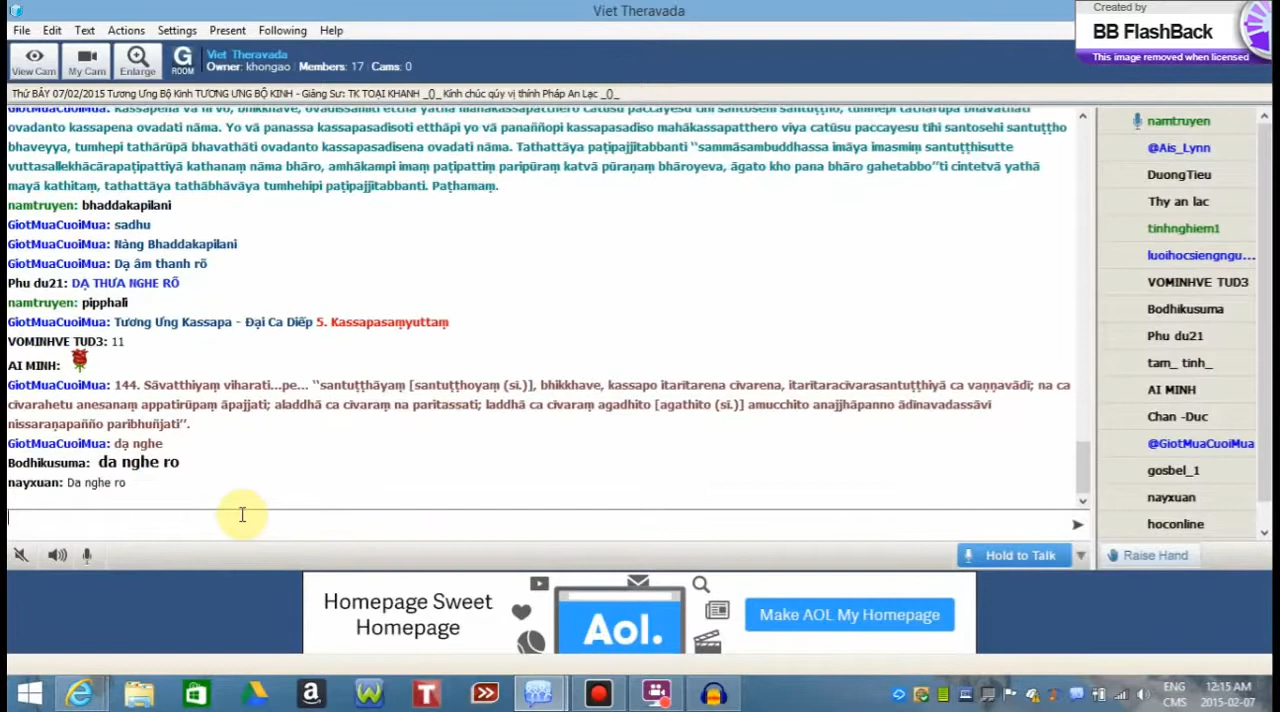 Viet Theravada
Created by
BB FlashBack
This image removed when licensed
File Edit Text Actions Settings Present Following Help
View Cam
My Cam
Enlarge
G
ROOM
Viet Theravada
Owner: khongao Members: 17 Cams: 0
Thứ BẢY 07/02/2015 Tương Ưng Bộ Kinh TƯƠNG ƯNG BỘ KINH - Giảng Sư: TK TOẠI KHANH _()_ Kính chúc qúy vị thính Pháp An Lạc _()_
ovadanto kassapena ovadati nāma. Yo vā panassa kassapasadisoti etthāpi yo vā panaññopi kassapasadiso mahākassapatthero viya catūsu paccayesu tīhi santosehi santuṭṭho
bhaveyya, tumhepi tathārūpā bhavathāti ovadanto kassapasadisena ovadati nāma. Tathattāya paṭipajjitabbanti ‘‘sammāsambuddhassa imāya imasmiṃ santuṭṭhisutte
vuttasallekhācārapaṭipattiyā kathanaṃ nāma bhāro, amhākampi imaṃ paṭipattiṃ paripūraṃ katvā pūraṇaṃ bhāroyeva, āgato kho pana bhāro gahetabbo’’ti cintetvā yathā
mayā kathitaṃ, tathattāya tathābhāvāya tumhehipi paṭipajjitabbanti. Paṭhamaṃ.
namtruyen: bhaddakapilani
GiotMuaCuoiMua: sadhu
GiotMuaCuoiMua: Nàng Bhaddakapilani
GiotMuaCuoiMua: Dạ âm thanh rõ
Phu du21: DẠ THƯA NGHE RÕ
namtruyen: pipphali
GiotMuaCuoiMua: Tương Ưng Kassapa - Đại Ca Diếp 5. Kassapasaṃyuttaṃ
VOMINHVE TUD3: 11
AI MINH:
GiotMuaCuoiMua: 144. Sāvatthiyaṃ viharati...pe... ‘‘santuṭṭhāyaṃ [santuṭṭhoyaṃ (sī.)], bhikkhave, kassapo itarītarena cīvarena, itarītaracīvarasantuṭṭhiyā ca vaṇṇavādī; na ca
cīvarahetu anesanaṃ appatirūpaṃ āpajjati; aladdhā ca cīvaraṃ na paritassati; laddhā ca cīvaraṃ agadhito [agathito (sī.)] amucchito anajjhāpanno ādīnavadassāvī
nissaraṇapañño paribhuñjati’’.
GiotMuaCuoiMua: dạ nghe
Bodhikusuma: da nghe ro
nayxuan: Da nghe ro
namtruyen
@Ais_Lynn
DuongTieu
Thy an lac
tinhnghiem1
luoihocsiengngu...
VOMINHVE TUD3
Bodhikusuma
Phu du21
tam_ tinh_
AI MINH
Chan -Duc
@GiotMuaCuoiMua
gosbel_1
nayxuan
hoconline
Hold to Talk
Raise Hand
Homepage Sweet
Homepage
Aol.
Make AOL My Homepage
ENG
CMS
12:15 AM
2015-02-07